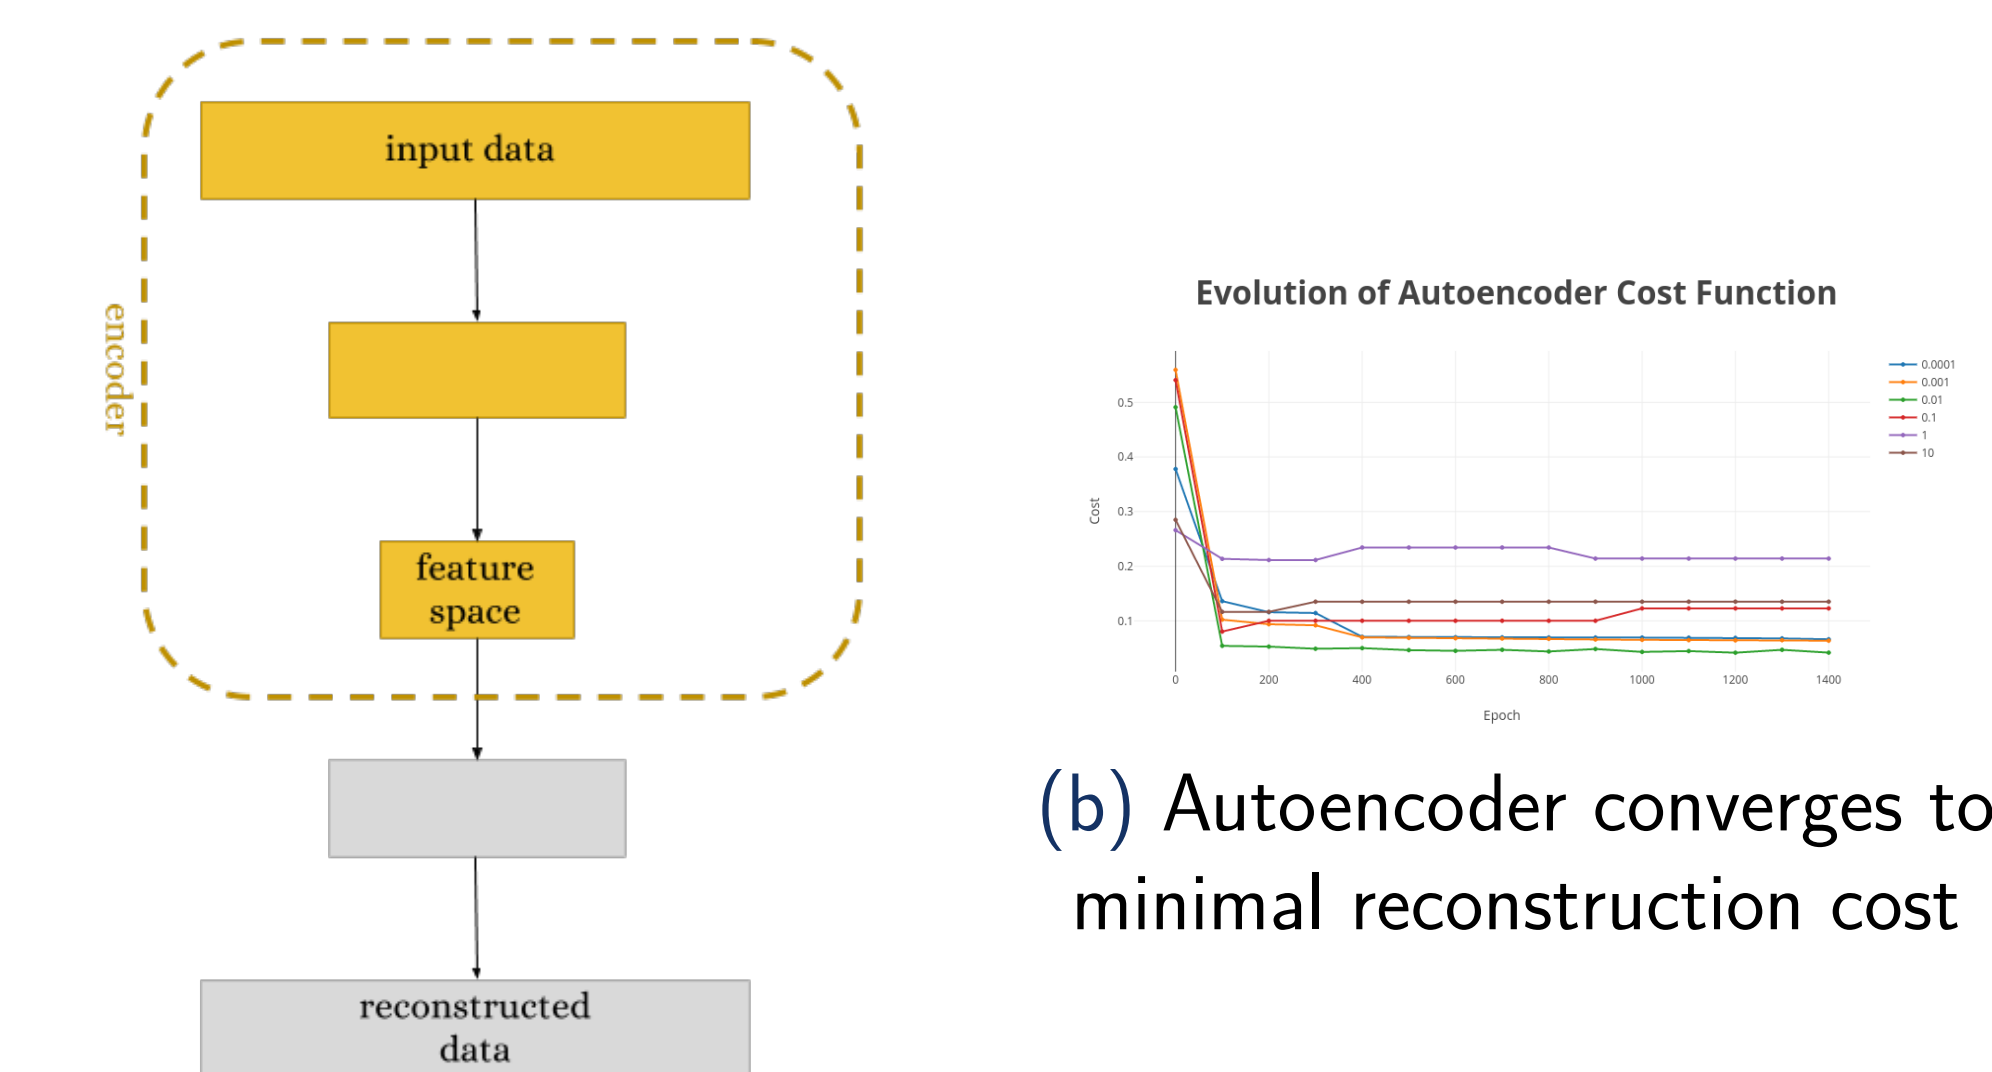 encoder
input data
feature
space
reconstructed
data
Evolution of Autoencoder Cost Function
Cost
0.5
0.4
0.3
0.2
0.1
0 200 400 600 800 1000 1200 1400
Epoch
0.0001
0.001
0.01
0.1
1
10
(b) Autoencoder converges to
minimal reconstruction cost